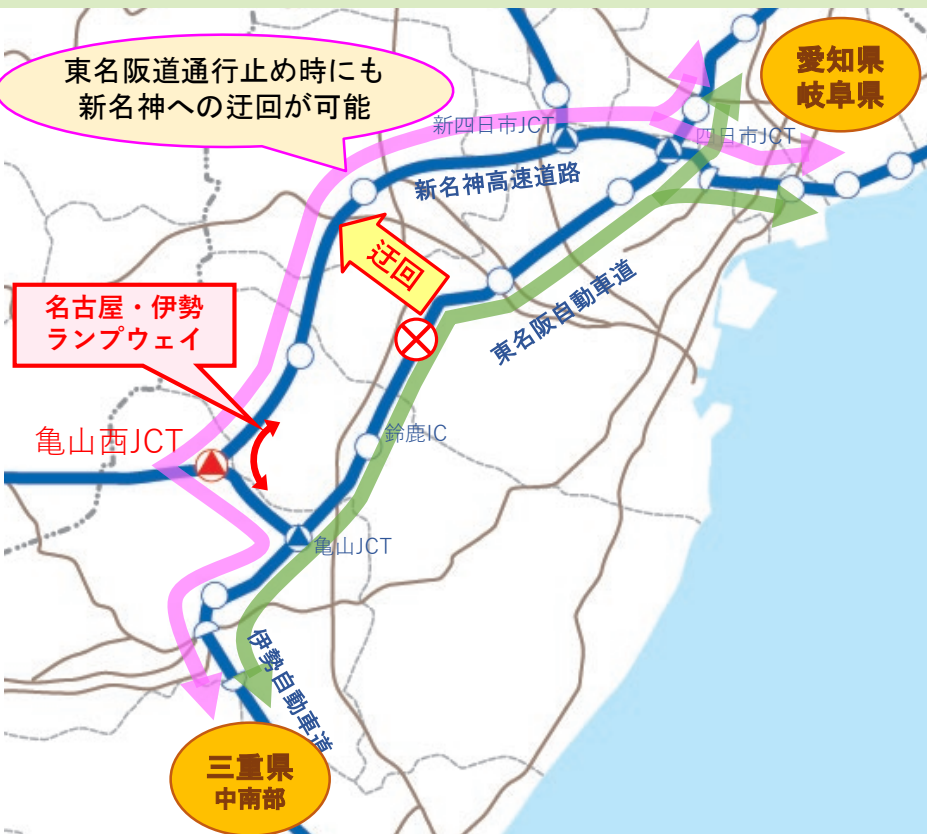 東名阪道通行止め時にも
新名神への迂回が可能
愛知県
岐阜県
新四日市JCT
四日市JCT
新名神高速道路
迂回
名古屋・伊勢
ランプウェイ
東名阪自動車道
亀山西JCT
鈴鹿IC
亀山JCT
伊勢自動車道
三重県
中南部